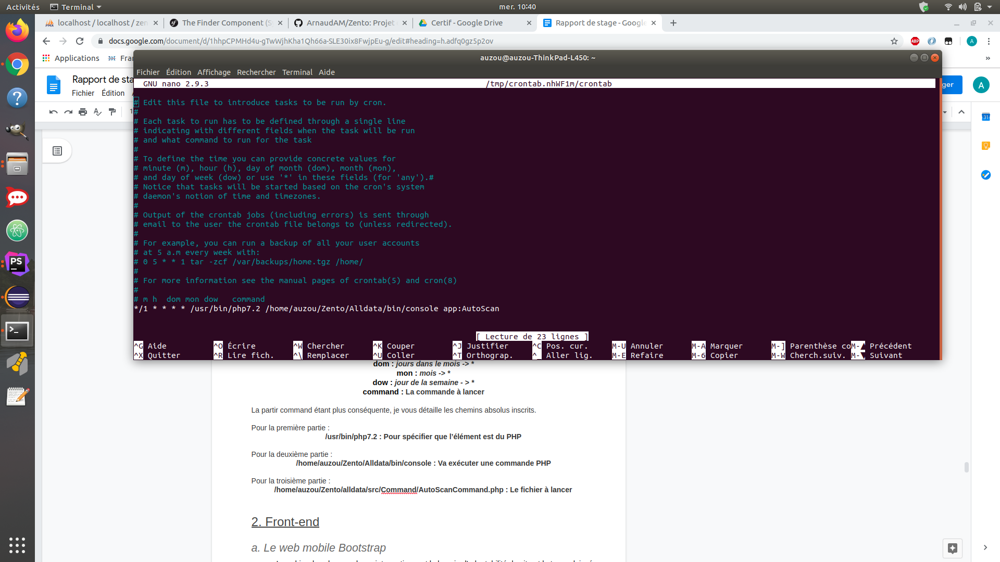 Activités
Terminal
mer. 10:40
localhost / localhost / zen
The Finder Component (Sy
ArnaudAM/Zento: Projet
Certif - Google Drive
Rapport de stage - Google
docs.google.com/document/d/1hhpCPMHd4u-gTwWjhKha1Qh66a-SLE30ix8FwjpEu-g/edit#heading=h.adfq0gz5p2ov
ABP
A
Applications
Fran
»
auzou@auzou-ThinkPad-L450: ~
Fichier Édition Affichage Rechercher Terminal Aide
Rapport de sta
Fichier Édition
ger
A
GNU nano 2.9.3 /tmp/crontab.nhWF1m/crontab
# Edit this file to introduce tasks to be run by cron.
#
# Each task to run has to be defined through a single line
# indicating with different fields when the task will be run
# and what command to run for the task
#
# To define the time you can provide concrete values for
# minute (m), hour (h), day of month (dom), month (mon),
# and day of week (dow) or use '*' in these fields (for 'any').#
# Notice that tasks will be started based on the cron's system
# daemon's notion of time and timezones.
#
# Output of the crontab jobs (including errors) is sent through
# email to the user the crontab file belongs to (unless redirected).
#
# For example, you can run a backup of all your user accounts
# at 5 a.m every week with:
# 0 5 * * 1 tar -zcf /var/backups/home.tgz /home/
#
# For more information see the manual pages of crontab(5) and cron(8)
#
# m h  dom mon dow   command
*/1 * * * * /usr/bin/php7.2 /home/auzou/Zento/Alldata/bin/console app:AutoScan
[ Lecture de 23 lignes ]
^G Aide ^O Écrire ^W Chercher ^K Couper ^J Justifier ^C Pos. cur. M-U Annuler M-A Marquer M-] Parenthèse co M-▲ Précédent
^X Quitter ^R Lire fich. ^\ Remplacer ^U Coller ^T Orthograp. ^_ Aller lig. M-E Refaire M-6 Copier M-W Cherch.suiv. M-▼ Suivant
dom : jours dans le mois -> *
mon : mois -> *
dow : jour de la semaine - > *
command : La commande à lancer
La partir command étant plus conséquente, je vous détaille les chemins absolus inscrits.
Pour la première partie :
/usr/bin/php7.2 : Pour spécifier que l’élément est du PHP
Pour la deuxième partie :
/home/auzou/Zento/Alldata/bin/console : Va exécuter une commande PHP
Pour la troisième partie :
/home/auzou/Zento/alldata/src/Command/AutoScanCommand.php : Le fichier à lancer
2. Front-end
a. Le web mobile Bootstrap
PS
31